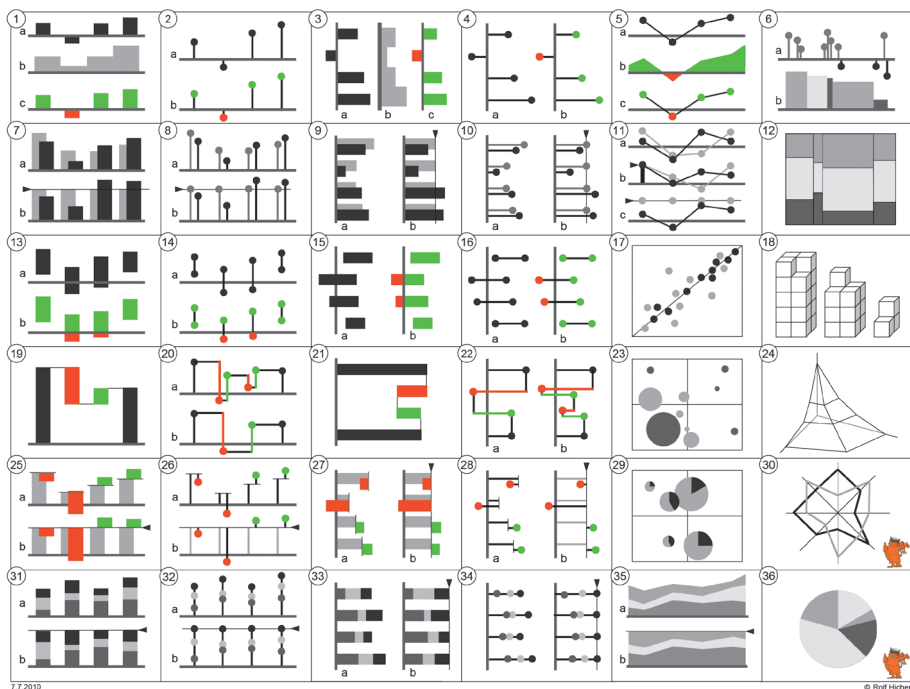 1 2 3 4 5 6
a a a
b
c b a b c a b b c a b
7 8 9 10 11 12
a a a
b b b
a b a b c
13 14 15 16 17 18
a a
b b a b a b
19 20 21 22 23 24
a
b a b
25 26 27 28 29 30
a a
b b a b a b
31 32 33 34 35 36
a a a
b b a b a b b
7.7.2010 © Rolf Hicher